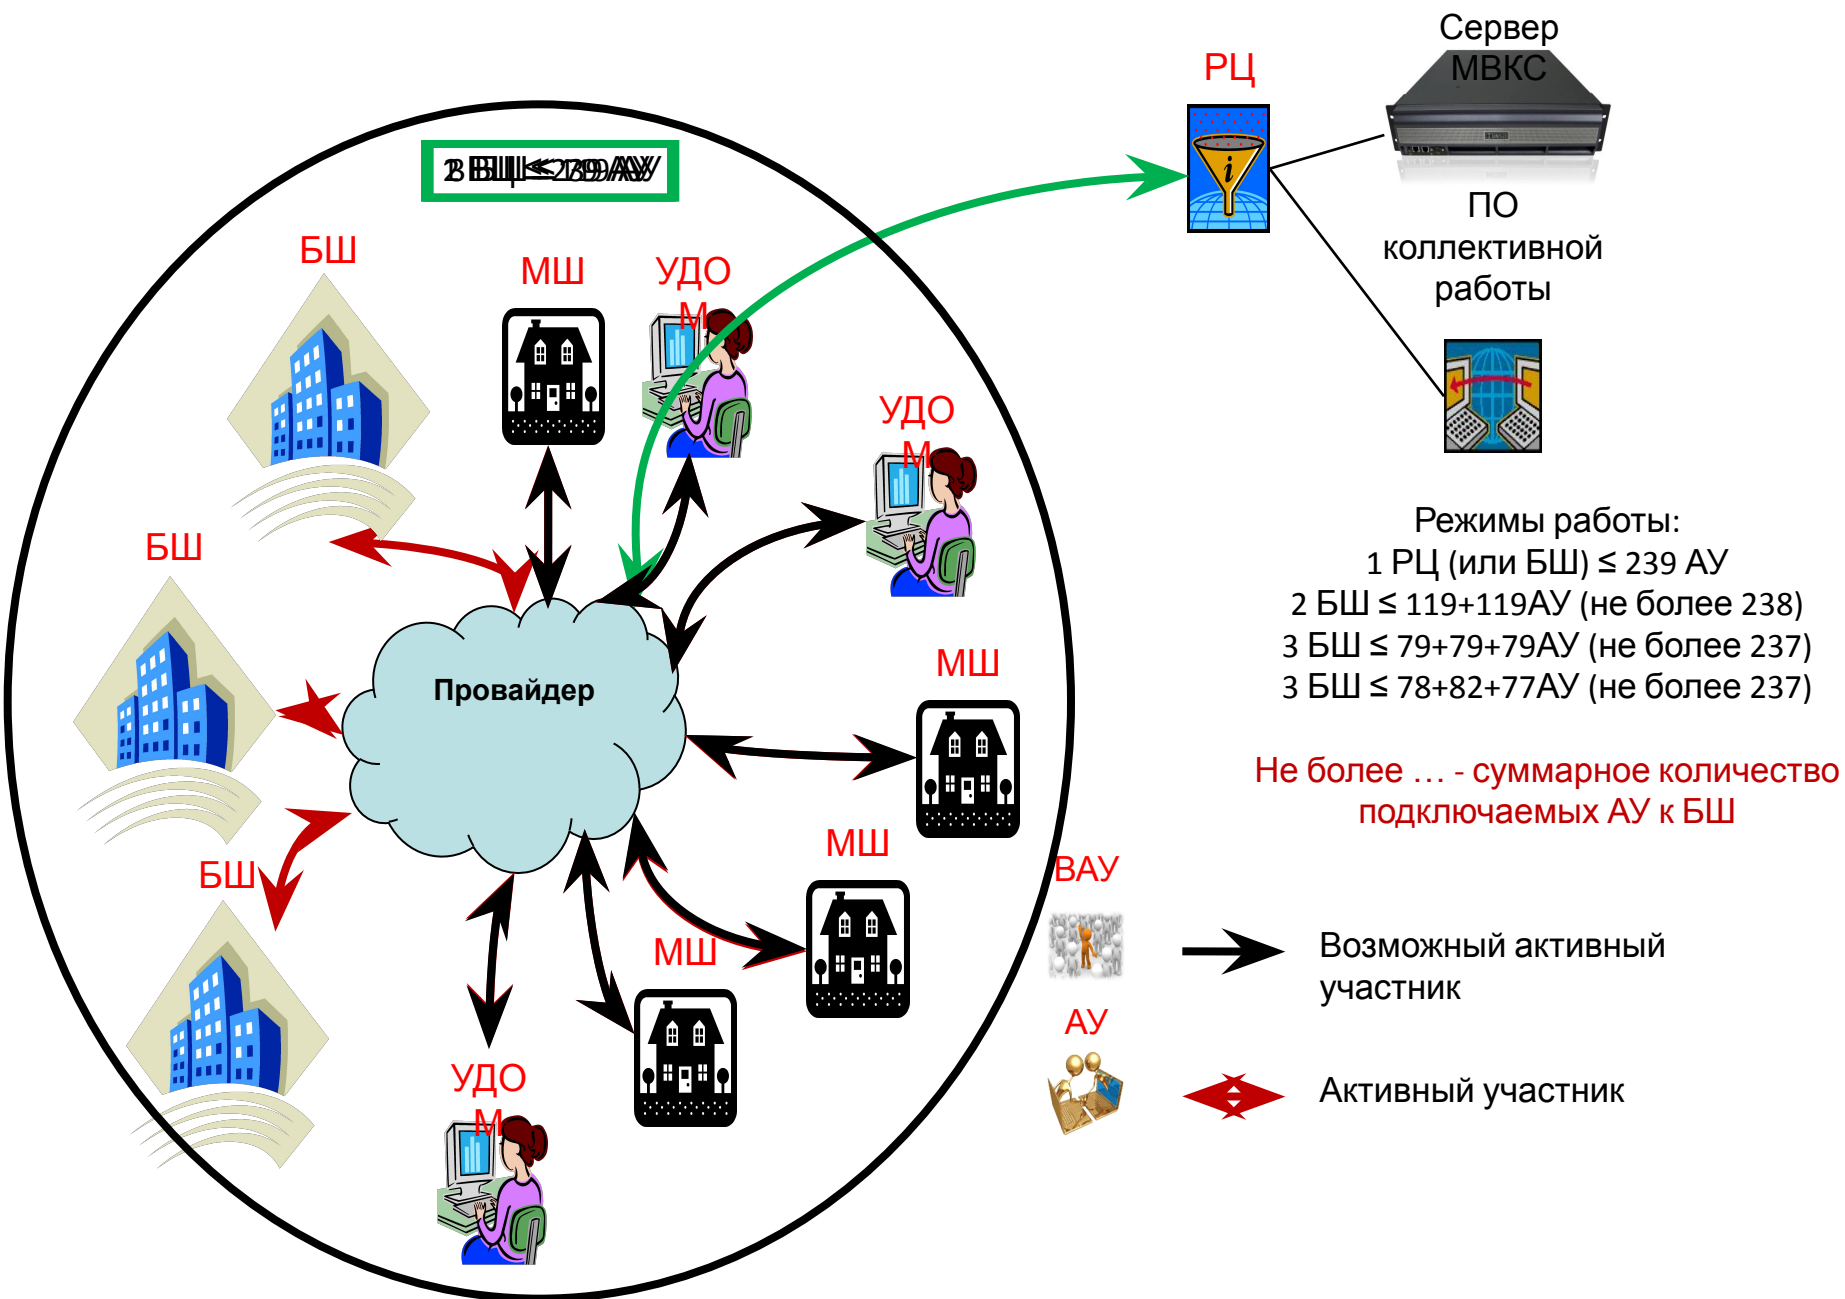 Сервер
МВКС
РЦ
ПО
коллективной
работы
БШ
МШ
УДО
М
УДО
М
БШ
МШ
Провайдер
БШ
МШ
МШ
УДО
М
Режимы работы:
1 РЦ (или БШ) ≤ 239 АУ
2 БШ ≤ 119+119АУ (не более 238)
3 БШ ≤ 79+79+79АУ (не более 237)
3 БШ ≤ 78+82+77АУ (не более 237)
Не более … - суммарное количество
подключаемых АУ к БШ
ВАУ
Возможный активный
участник
АУ
Активный участник